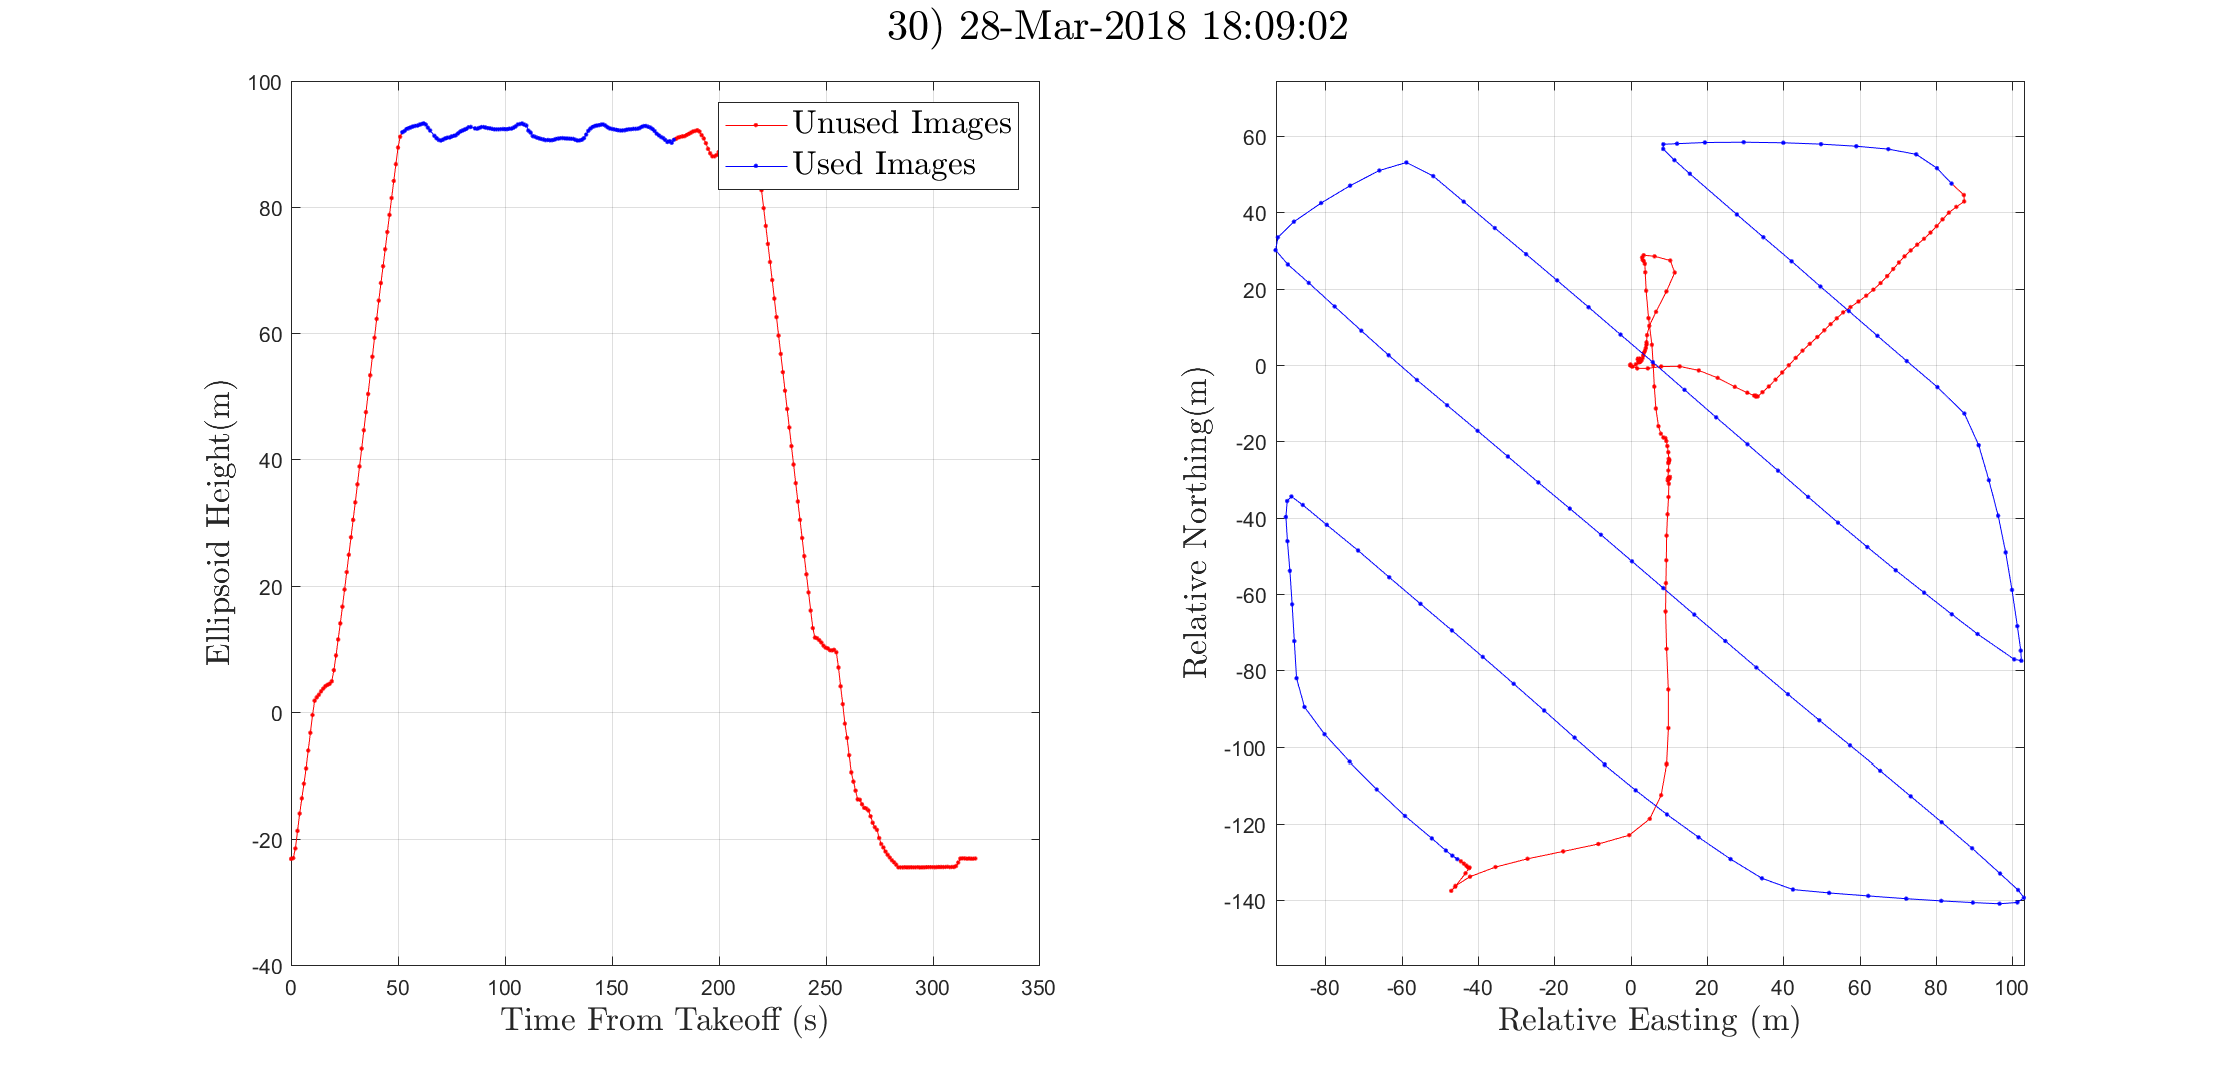 30) 28-Mar-2018 18:09:02
Ellipsoid Height(m)
100
80
60
40
20
0
-20
-40
0 50 100 150 200 250 300 350
Time From Takeoff (s)
Unused Images
Used Images
Relative Northing(m)
60
40
20
0
-20
-40
-60
-80
-100
-120
-140
-80 -60 -40 -20 0 20 40 60 80 100
Relative Easting (m)